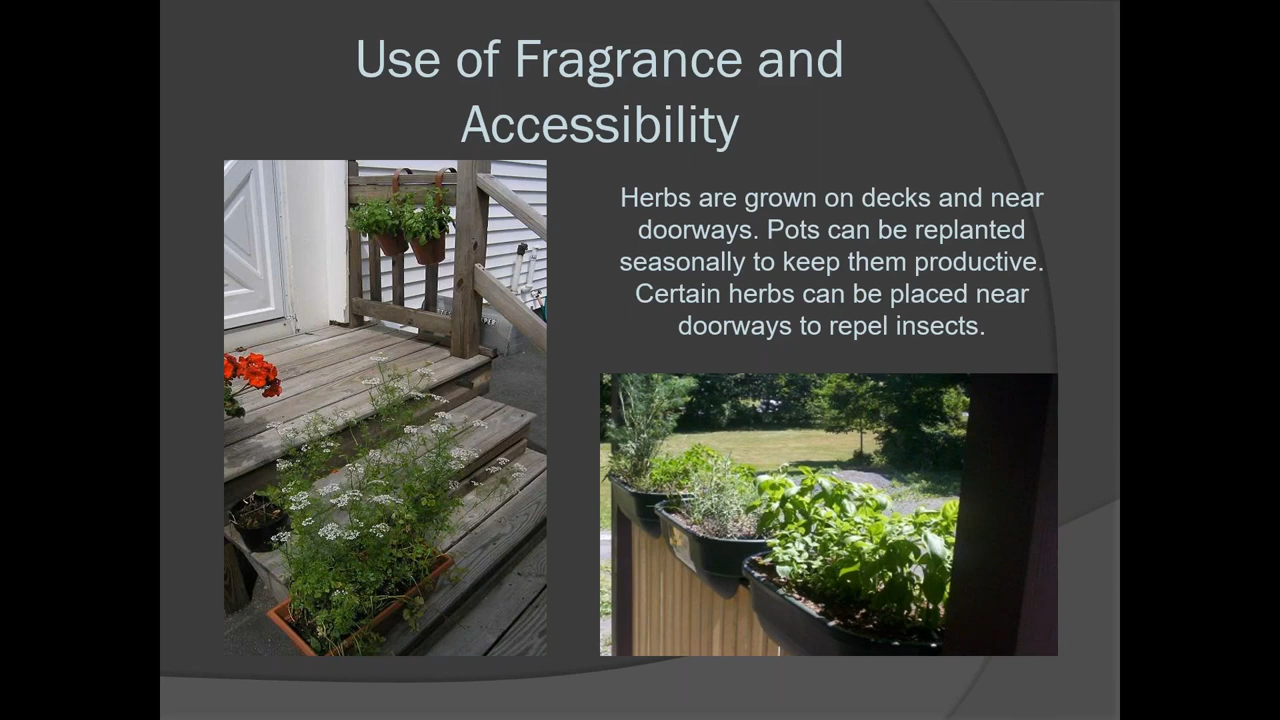 Use of Fragrance and
Accessibility
Herbs are grown on decks and near
doorways. Pots can be replanted
seasonally to keep them productive.
Certain herbs can be placed near
doorways to repel insects.